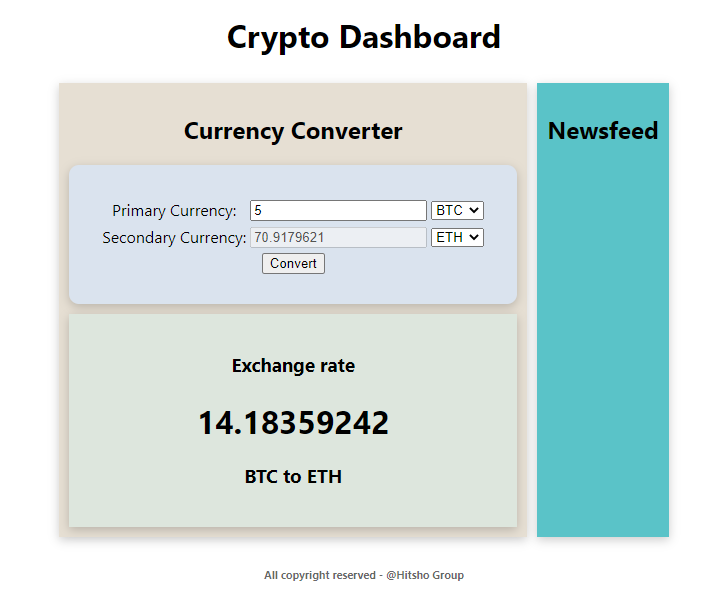 Crypto Dashboard
Currency Converter
Primary Currency: 5 BTC
Secondary Currency: 70.9179621 ETH
Convert
Exchange rate
14.18359242
BTC to ETH
Newsfeed
All copyright reserved - @Hitsho Group